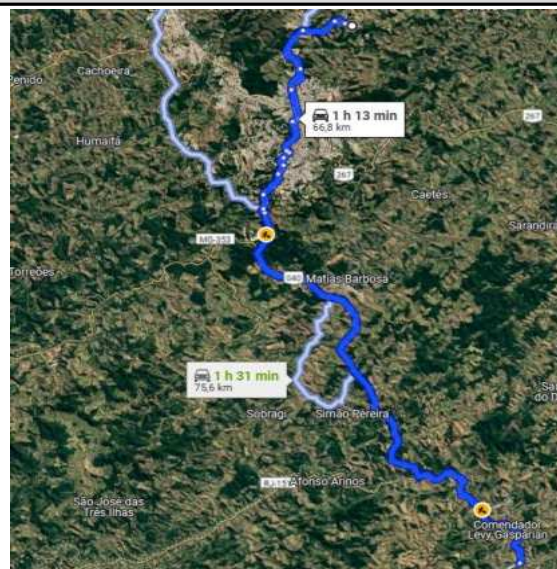 Penido
Cachoeira
1 h 13 min
66,8 km
267
Humaitá
267
Caetés
Sarandira
MG-353
Torreões
040
Matias Barbosa
1 h 31 min
75,6 km
Sobragi
Simão Pereira
Afonso Arinos
São José das
Três Ilhas
Comendador
Levy Gasparian